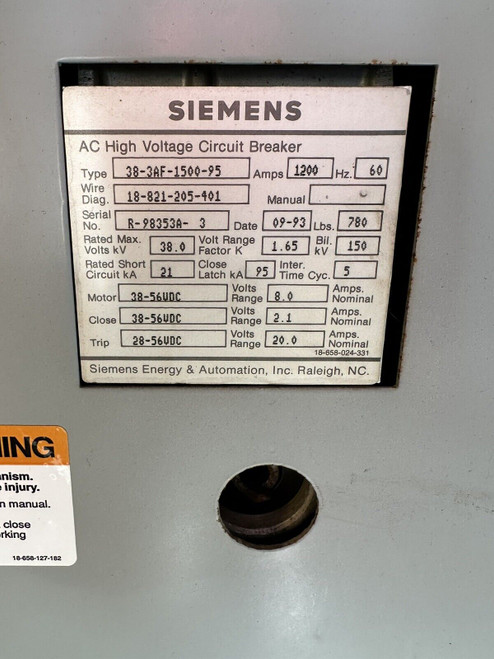 SIEMENS
AC High Voltage Circuit Breaker
Type 38-3AF-1500-95 Amps 1200 Hz. 60
Wire Diag. 18-821-205-401 Manual -
Serial No. R-98353A- 3 Date 09-93 Lbs. 780
Rated Max. Volts kV 38.0 Volt Range Factor K 1.65 Bil. kV 150
Rated Short Circuit kA 21 Close Latch kA 95 Inter. Time Cyc. 5
Motor 38-56VDC Volts Range 8.0 Amps. Nominal
Close 38-56VDC Volts Range 2.1 Amps. Nominal
Trip 28-56VDC Volts Range 20.0 Amps. Nominal
18-658-024-331
Siemens Energy & Automation, Inc. Raleigh, NC.
NING
anism.
injury.
n manual.
close
rking
18-658-127-182